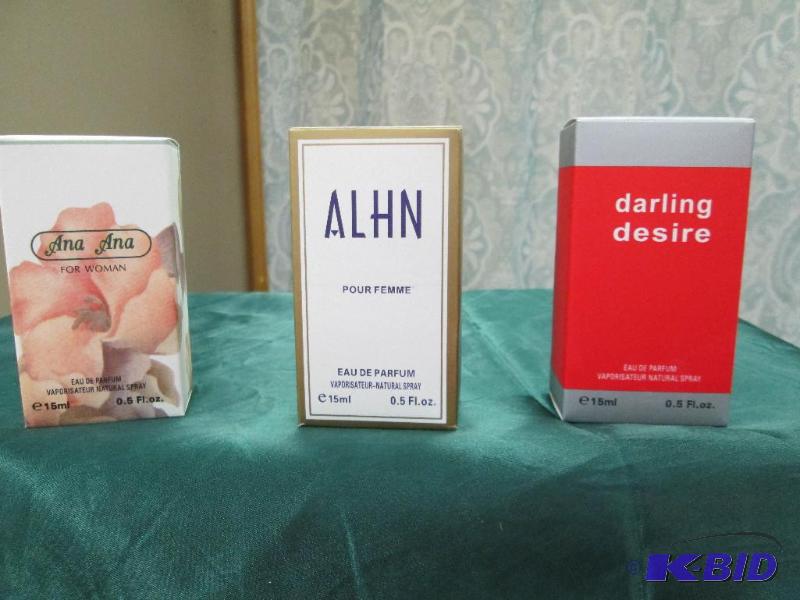 Ana Ana
FOR WOMAN
EAU DE PARFUM
VAPORISATEUR NATURAL SPRAY
℮15ml 0.5 Fl.oz.
ALHN
POUR FEMME
EAU DE PARFUM
VAPORISATEUR-NATURAL SPRAY
℮15ml 0.5 Fl.oz.
darling
desire
EAU DE PARFUM
VAPORISATEUR NATURAL SPRAY
℮15ml 0.5 Fl.oz.
© K-BID